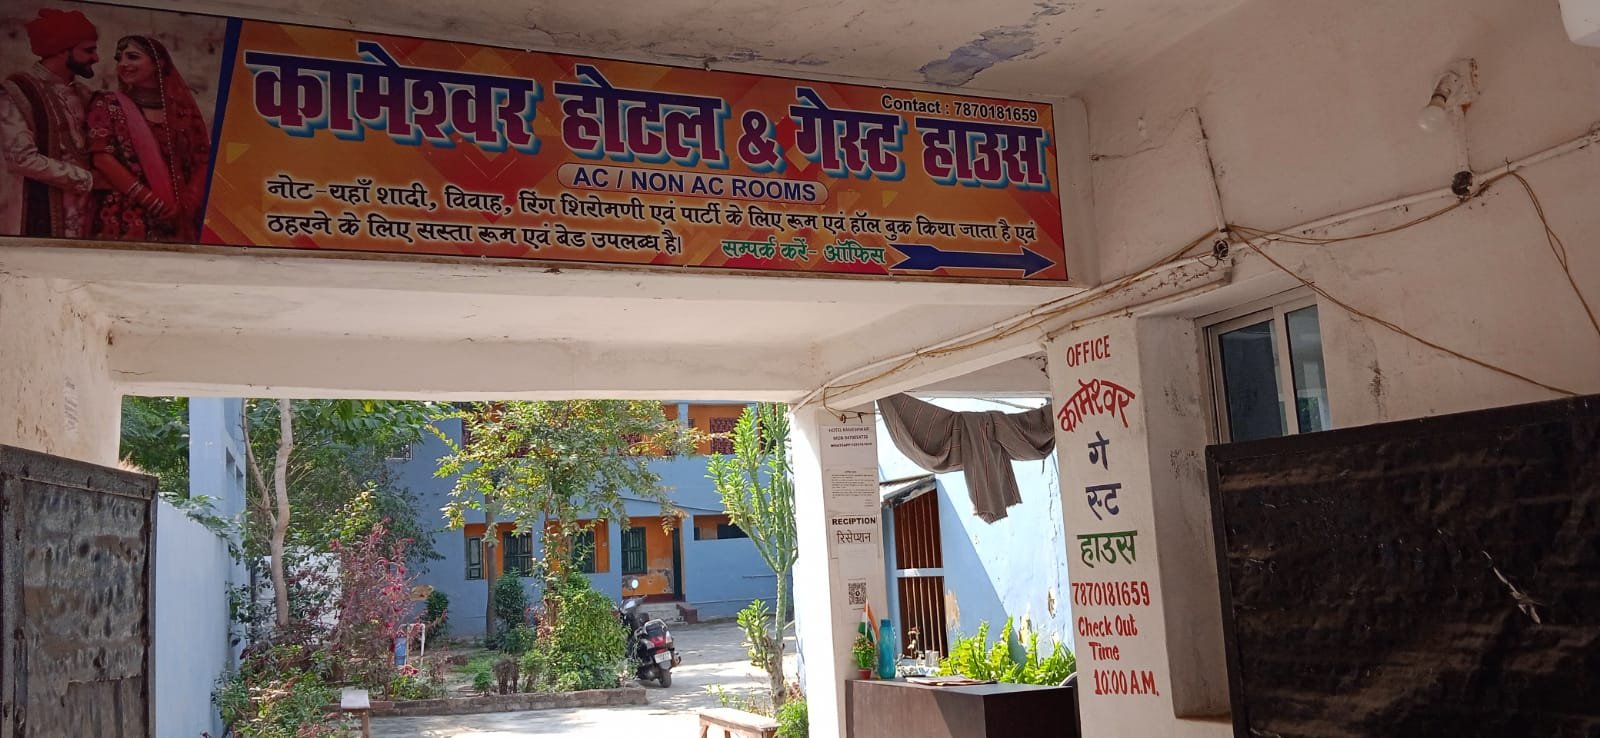 कामेश्वर होटल & गेस्ट हाउस
Contact : 7870181659
AC / NON AC ROOMS
नोट-यहाँ शादी, विवाह, रिंग शिरोमणी एवं पार्टी के लिए रूम एवं हॉल बुक किया जाता है एवं
ठहरने के लिए सस्ता रूम एवं बेड उपलब्ध है।
सम्पर्क करें- ऑफिस
RECIPTION
रिसेप्शन
OFFICE
कामेश्वर
गे
स्ट
हाउस
7870181659
Check Out
Time
10:00 A.M.